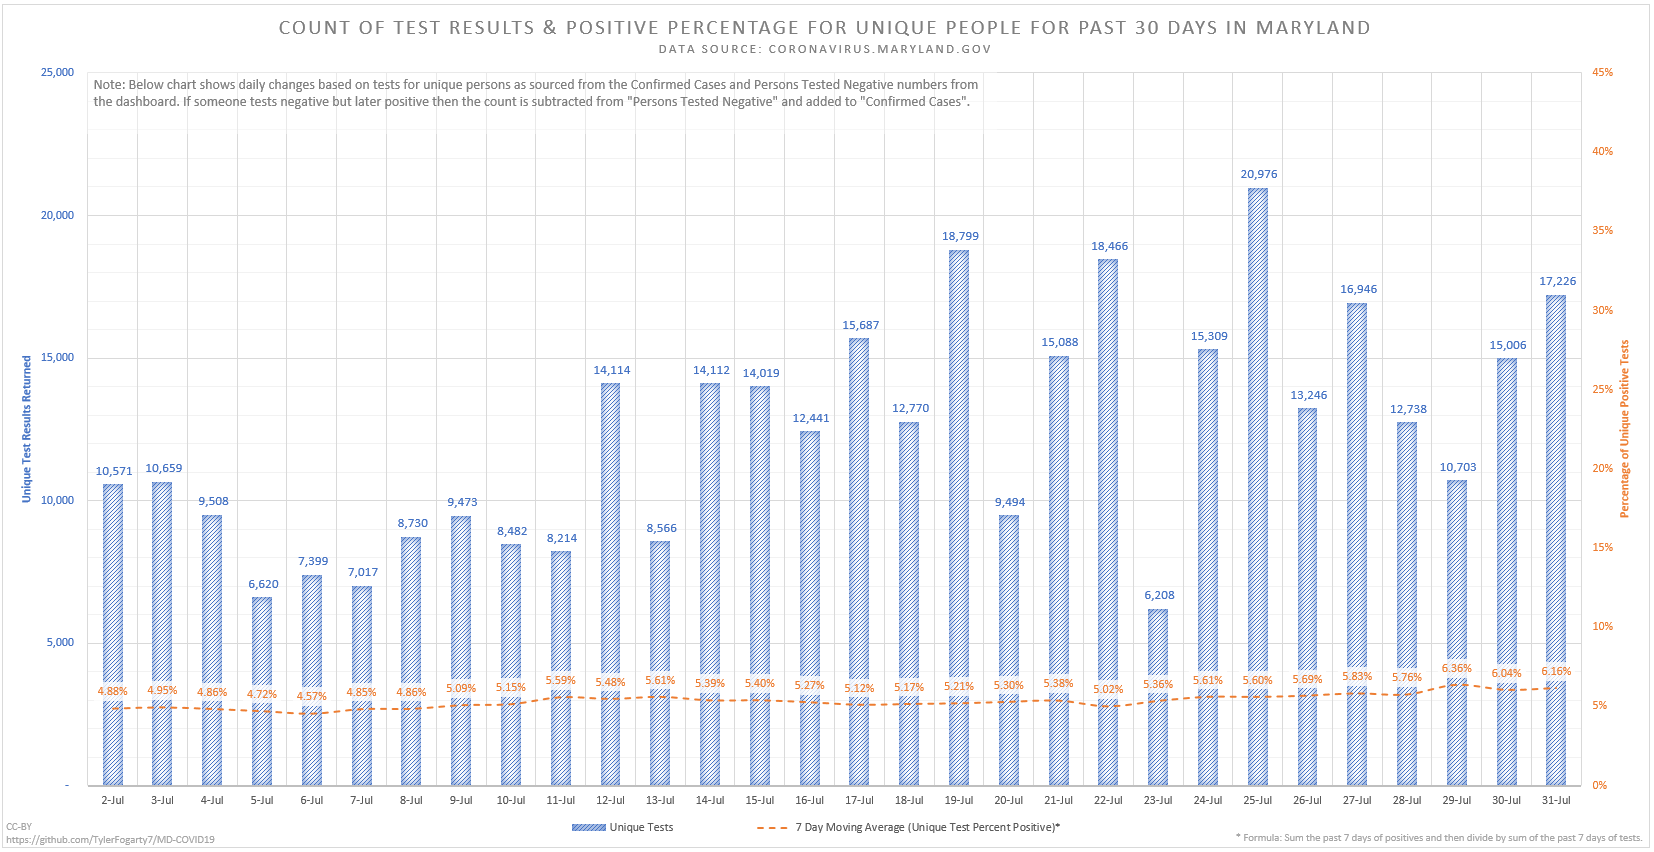 COUNT OF TEST RESULTS & POSITIVE PERCENTAGE FOR UNIQUE PEOPLE FOR PAST 30 DAYS IN MARYLAND
DATA SOURCE: CORONAVIRUS.MARYLAND.GOV
Note: Below chart shows daily changes based on tests for unique persons as sourced from the Confirmed Cases and Persons Tested Negative numbers from
the dashboard. If someone tests negative but later positive then the count is subtracted from "Persons Tested Negative" and added to "Confirmed Cases".
Unique Test Results Returned
25,000
20,000
15,000
10,000
5,000
-
10,571 10,659 9,508 6,620 7,399 7,017 8,730 9,473 8,482 8,214 14,114 8,566 14,112 14,019 12,441 15,687 12,770 18,799 9,494 15,088 18,466 6,208 15,309 20,976 13,246 16,946 12,738 10,703 15,006 17,226
4.88% 4.95% 4.86% 4.72% 4.57% 4.85% 4.86% 5.09% 5.15% 5.59% 5.48% 5.61% 5.39% 5.40% 5.27% 5.12% 5.17% 5.21% 5.30% 5.38% 5.02% 5.36% 5.61% 5.60% 5.69% 5.83% 5.76% 6.36% 6.04% 6.16%
45%
40%
35%
30%
25%
20%
15%
10%
5%
0%
Percentage of Unique Positive Tests
2-Jul 3-Jul 4-Jul 5-Jul 6-Jul 7-Jul 8-Jul 9-Jul 10-Jul 11-Jul 12-Jul 13-Jul 14-Jul 15-Jul 16-Jul 17-Jul 18-Jul 19-Jul 20-Jul 21-Jul 22-Jul 23-Jul 24-Jul 25-Jul 26-Jul 27-Jul 28-Jul 29-Jul 30-Jul 31-Jul
Unique Tests 7 Day Moving Average (Unique Test Percent Positive)*
CC-BY
https://github.com/TylerFogarty7/MD-COVID19
* Formula: Sum the past 7 days of positives and then divide by sum of the past 7 days of tests.